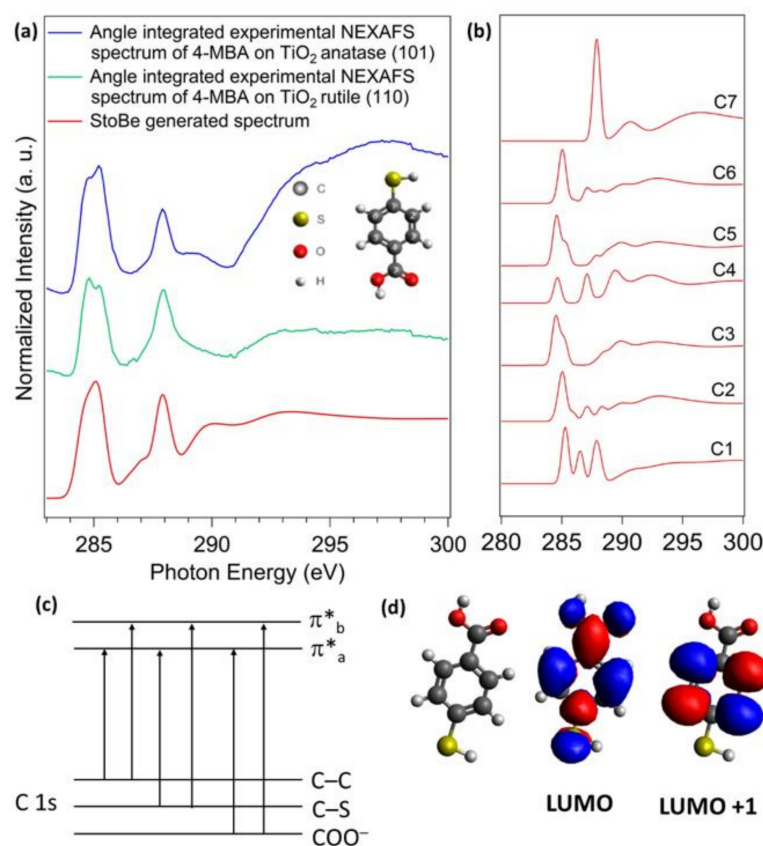 (a)
Angle integrated experimental NEXAFS
spectrum of 4-MBA on TiO₂ anatase (101)
Angle integrated experimental NEXAFS
spectrum of 4-MBA on TiO₂ rutile (110)
StoBe generated spectrum
Normalized Intensity (a. u.)
C
S
O
H
285
290
295
300
Photon Energy (eV)
(b)
C7
C6
C5
C4
C3
C2
C1
280
285
290
295
300
(c)
π*b
π*a
C 1s
C–C
C–S
COO⁻
(d)
LUMO
LUMO +1